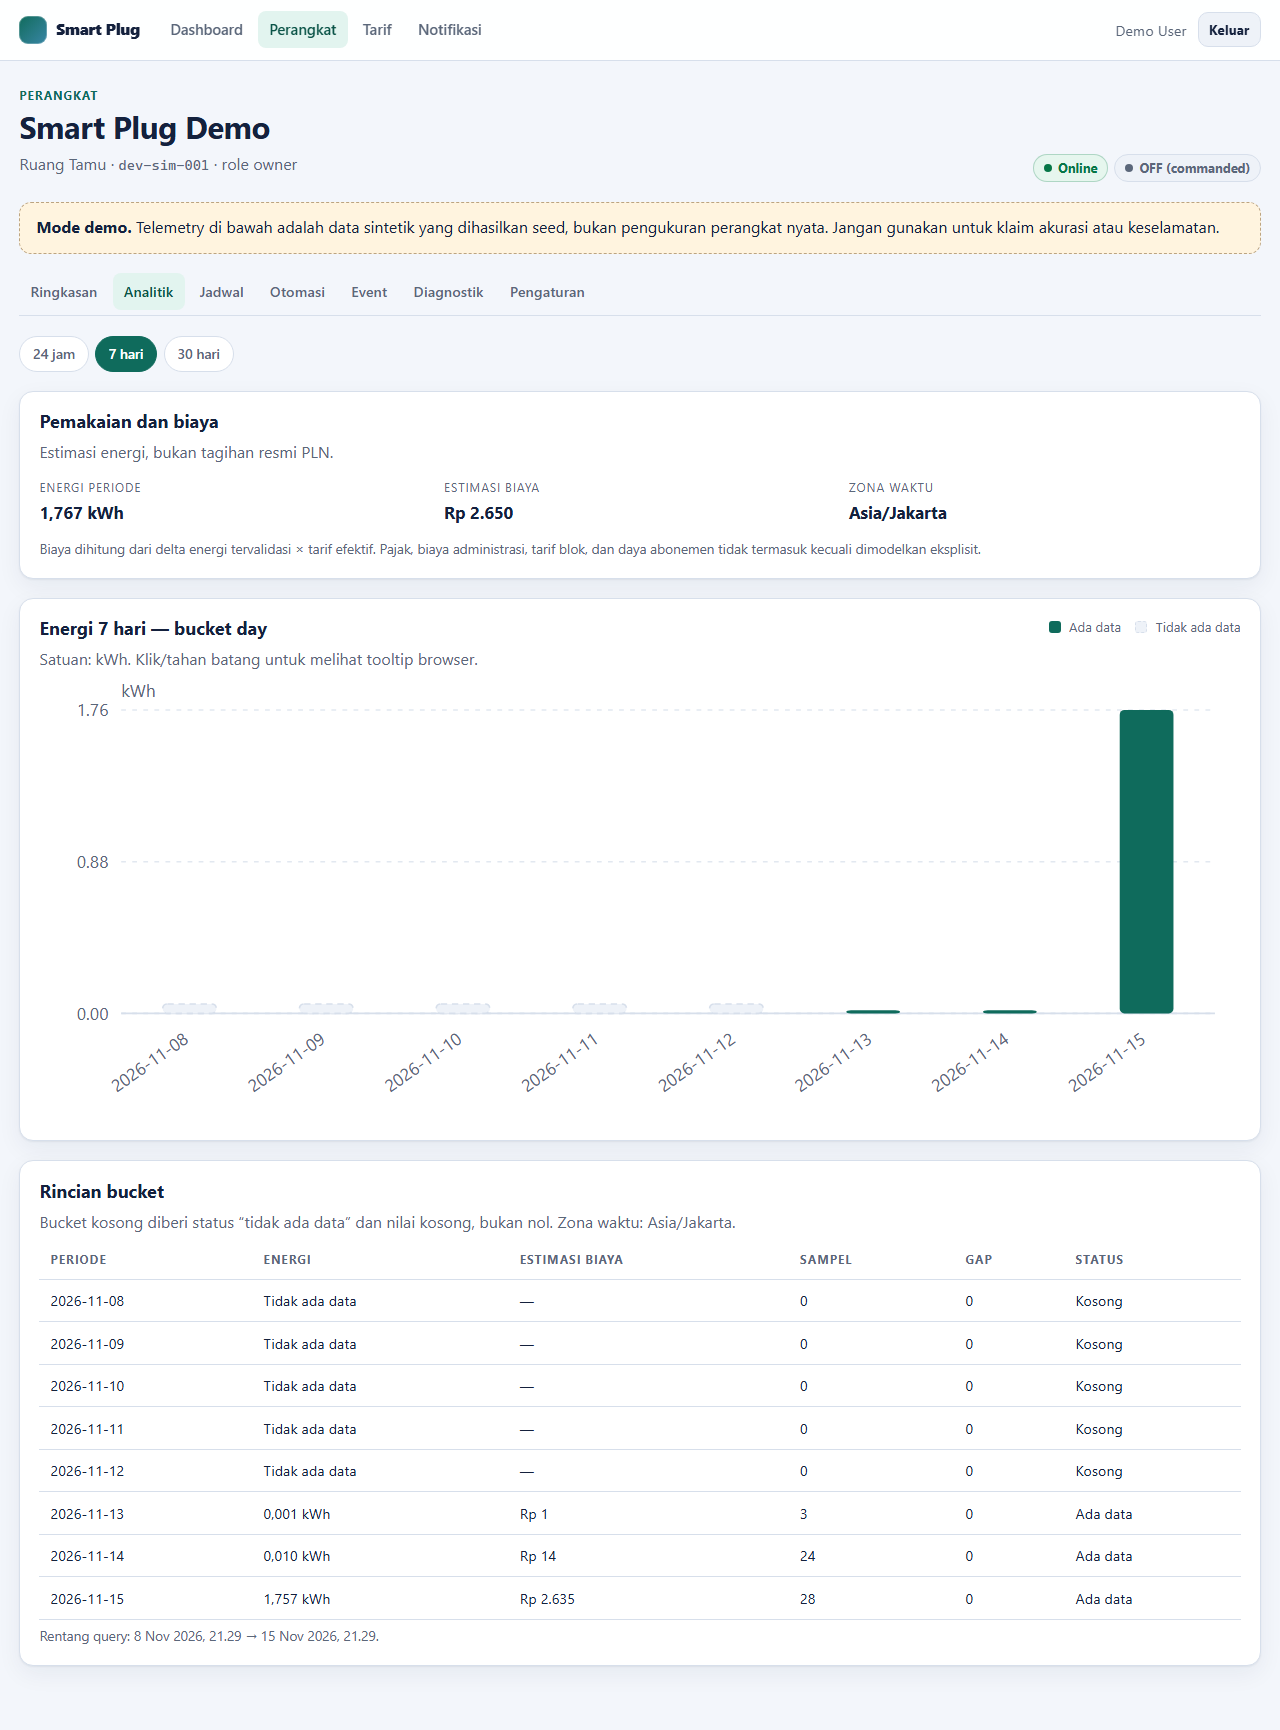 Smart Plug Dashboard Perangkat Tarif Notifikasi Demo User Keluar
PERANGKAT
Smart Plug Demo
Ruang Tamu · dev-sim-001 · role owner
Online OFF (commanded)
Mode demo. Telemetry di bawah adalah data sintetik yang dihasilkan seed, bukan pengukuran perangkat nyata. Jangan gunakan untuk klaim akurasi atau keselamatan.
Ringkasan Analitik Jadwal Otomasi Event Diagnostik Pengaturan
24 jam 7 hari 30 hari
Pemakaian dan biaya
Estimasi energi, bukan tagihan resmi PLN.
ENERGI PERIODE ESTIMASI BIAYA ZONA WAKTU
1,767 kWh Rp 2.650 Asia/Jakarta
Biaya dihitung dari delta energi tervalidasi × tarif efektif. Pajak, biaya administrasi, tarif blok, dan daya abonemen tidak termasuk kecuali dimodelkan eksplisit.
Energi 7 hari — bucket day Ada data Tidak ada data
Satuan: kWh. Klik/tahan batang untuk melihat tooltip browser.
kWh
1.76
0.88
0.00
2026-11-08 2026-11-09 2026-11-10 2026-11-11 2026-11-12 2026-11-13 2026-11-14 2026-11-15
Rincian bucket
Bucket kosong diberi status “tidak ada data” dan nilai kosong, bukan nol. Zona waktu: Asia/Jakarta.
PERIODE ENERGI ESTIMASI BIAYA SAMPEL GAP STATUS
2026-11-08 Tidak ada data — 0 0 Kosong
2026-11-09 Tidak ada data — 0 0 Kosong
2026-11-10 Tidak ada data — 0 0 Kosong
2026-11-11 Tidak ada data — 0 0 Kosong
2026-11-12 Tidak ada data — 0 0 Kosong
2026-11-13 0,001 kWh Rp 1 3 0 Ada data
2026-11-14 0,010 kWh Rp 14 24 0 Ada data
2026-11-15 1,757 kWh Rp 2.635 28 0 Ada data
Rentang query: 8 Nov 2026, 21.29 → 15 Nov 2026, 21.29.